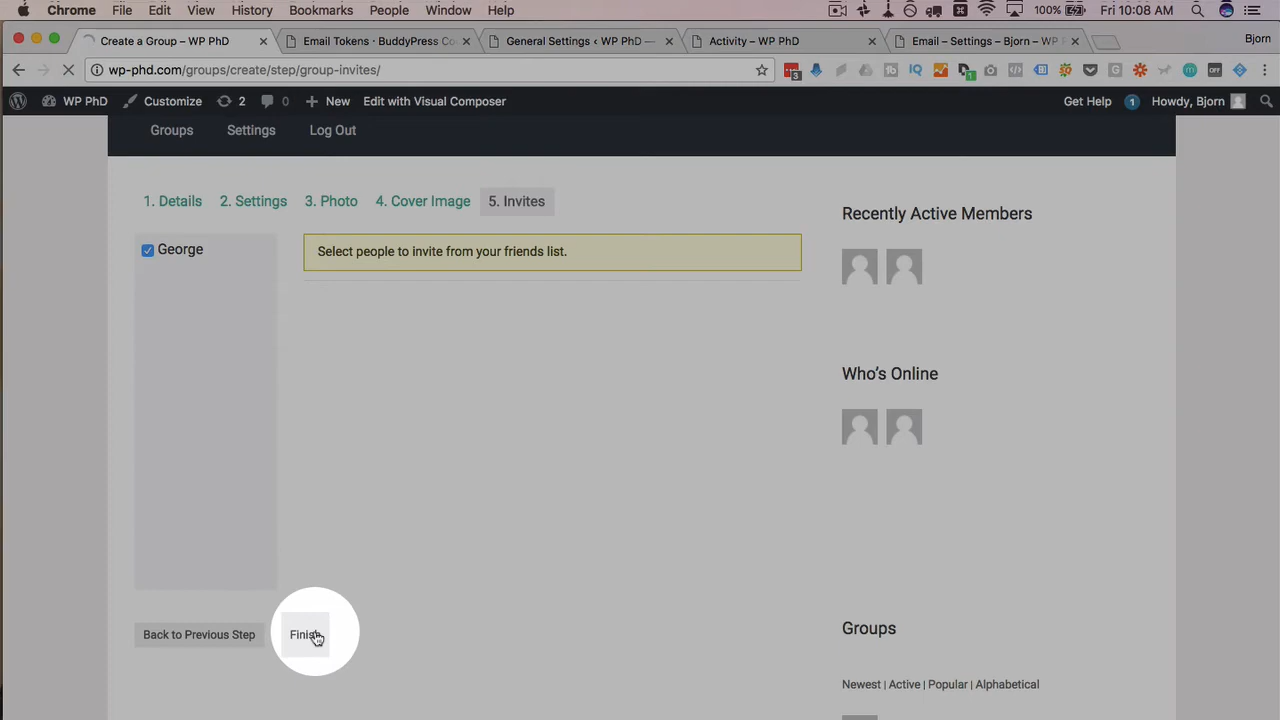 Chrome File Edit View History Bookmarks People Window Help 100% Fri 10:08 AM
Create a Group – WP PhD Email Tokens · BuddyPress Co General Settings ‹ WP PhD — Activity – WP PhD Email – Settings – Bjorn – WP Bjorn
wp-phd.com/groups/create/step/group-invites/
WP PhD Customize 2 0 New Edit with Visual Composer Get Help 1 Howdy, Bjorn
Groups Settings Log Out
1. Details 2. Settings 3. Photo 4. Cover Image 5. Invites
George
Select people to invite from your friends list.
Recently Active Members
Who's Online
Back to Previous Step Finish
Groups
Newest | Active | Popular | Alphabetical